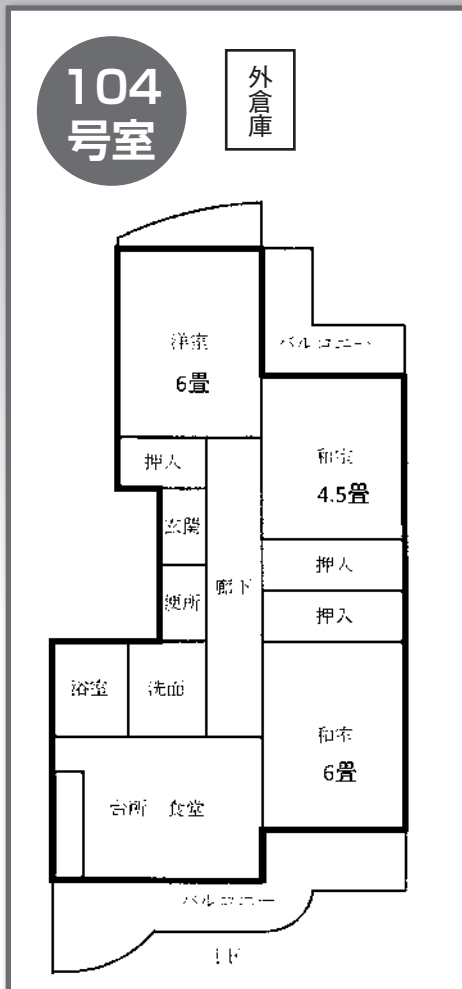 104
号室
外倉庫
洋室
6畳
バルコニー
押入
和室
4.5畳
玄関
廊下
押入
便所
押入
浴室
洗面
和室
6畳
台所 食堂
バルコニー
1F